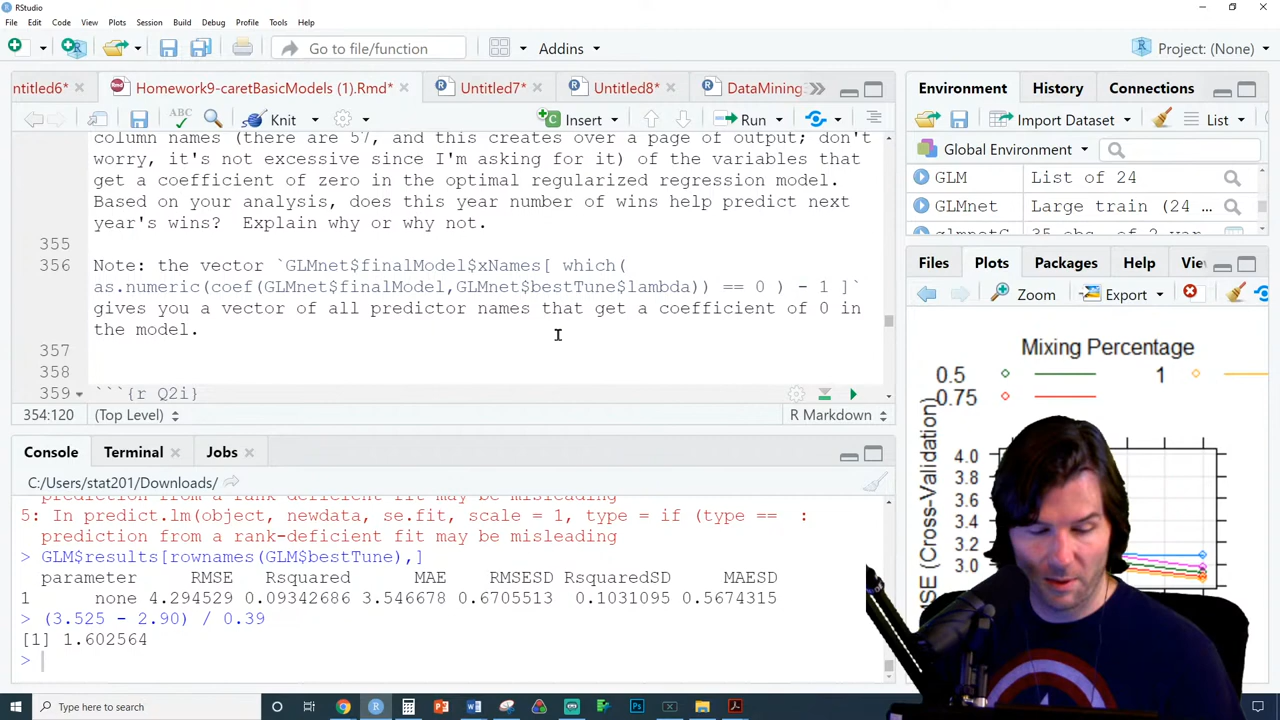 RStudio
File Edit Code View Plots Session Build Debug Profile Tools Help
Go to file/function
Addins
Project: (None)
ntitled6*
Homework9-caretBasicModels (1).Rmd*
Untitled7*
Untitled8*
DataMining
Knit
Insert
Run
column names (there are 57, and this creates over a page of output; don't
worry, it's not excessive since I'm asking for it) of the variables that
get a coefficient of zero in the optimal regularized regression model.
Based on your analysis, does this year number of wins help predict next
year's wins?  Explain why or why not.
355
356 Note: the vector `GLMnet$finalModel$xNames[ which(
as.numeric(coef(GLMnet$finalModel,GLMnet$bestTune$lambda)) == 0 ) - 1 ]`
gives you a vector of all predictor names that get a coefficient of 0 in
the model.
357
358
359 ```{r Q2i}
354:120 (Top Level) R Markdown
Console Terminal Jobs
C:/Users/stat201/Downloads/
prediction from a rank-deficient fit may be misleading
5: In predict.lm(object, newdata, se.fit, scale = 1, type = if (type ==  :
prediction from a rank-deficient fit may be misleading
> GLM$results[rownames(GLM$bestTune),]
parameter RMSE Rsquared MAE RMSESD RsquaredSD MAESD
1 none 4.294529 0.09342686 3.546678 0.6705513 0.1031095 0.5674315
> (3.525 - 2.90) / 0.39
[1] 1.602564
>
Environment History Connections
Import Dataset
List
Global Environment
GLM List of 24
GLMnet Large train (24 ...
Files Plots Packages Help
Zoom Export
Mixing Percentage
0.5 1
0.75
4.0
3.8
3.6
3.4
3.2
3.0
(Cross-Validation)
Type here to search